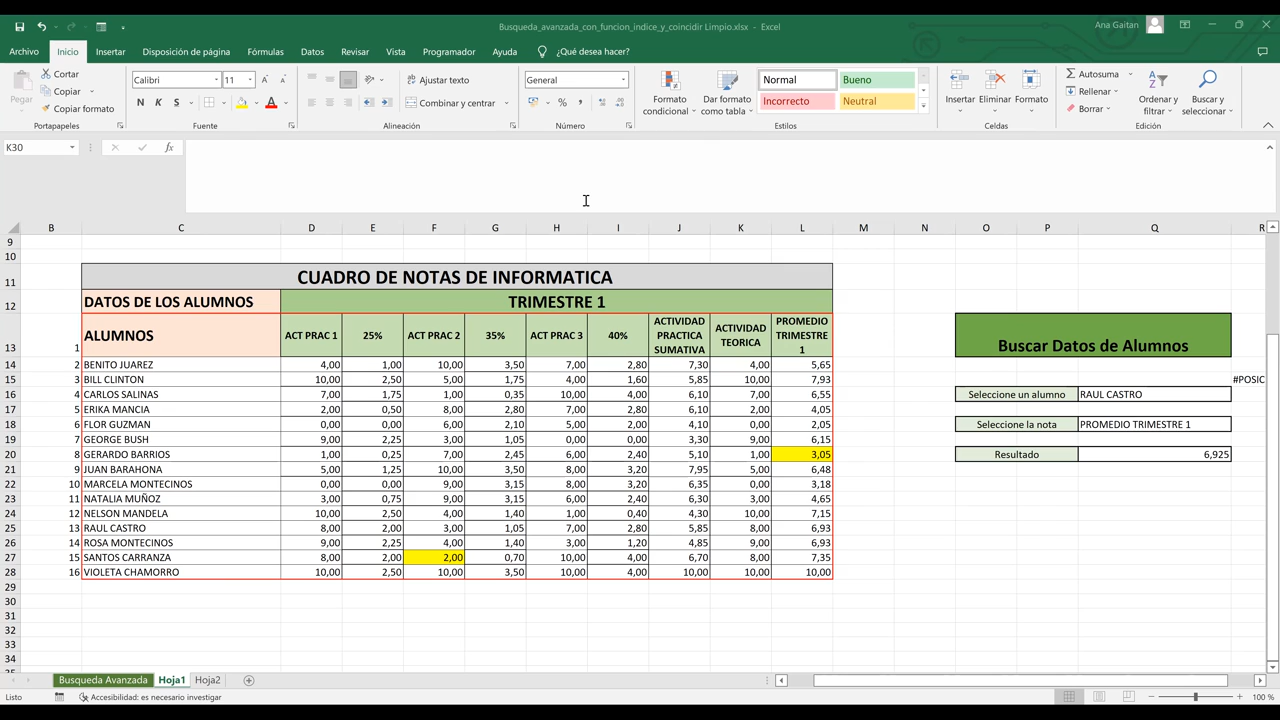 Busqueda_avanzada_con_funcion_indice_y_coincidir Limpio.xlsx - Excel
Ana Gaitan
Archivo Inicio Insertar Disposición de página Fórmulas Datos Revisar Vista Programador Ayuda ¿Qué desea hacer?
Pegar
Cortar
Copiar
Copiar formato
Portapapeles
Calibri 11
N K S
Fuente
Ajustar texto
Combinar y centrar
Alineación
General
Número
Formato condicional
Dar formato como tabla
Normal Bueno
Incorrecto Neutral
Estilos
Insertar Eliminar Formato
Celdas
Autosuma
Rellenar
Borrar
Ordenar y filtrar
Buscar y seleccionar
Edición
K30 fx
B C D E F G H I J K L M N O P Q R
9
10
11 CUADRO DE NOTAS DE INFORMATICA
12 DATOS DE LOS ALUMNOS TRIMESTRE 1
13 1 ALUMNOS ACT PRAC 1 25% ACT PRAC 2 35% ACT PRAC 3 40% ACTIVIDAD PRACTICA SUMATIVA ACTIVIDAD TEORICA PROMEDIO TRIMESTRE 1 Buscar Datos de Alumnos
14 2 BENITO JUAREZ 4,00 1,00 10,00 3,50 7,00 2,80 7,30 4,00 5,65
15 3 BILL CLINTON 10,00 2,50 5,00 1,75 4,00 1,60 5,85 10,00 7,93 #POSIC
16 4 CARLOS SALINAS 7,00 1,75 1,00 0,35 10,00 4,00 6,10 7,00 6,55 Seleccione un alumno RAUL CASTRO
17 5 ERIKA MANCIA 2,00 0,50 8,00 2,80 7,00 2,80 6,10 2,00 4,05
18 6 FLOR GUZMAN 0,00 0,00 6,00 2,10 5,00 2,00 4,10 0,00 2,05 Seleccione la nota PROMEDIO TRIMESTRE 1
19 7 GEORGE BUSH 9,00 2,25 3,00 1,05 0,00 0,00 3,30 9,00 6,15
20 8 GERARDO BARRIOS 1,00 0,25 7,00 2,45 6,00 2,40 5,10 1,00 3,05 Resultado 6,925
21 9 JUAN BARAHONA 5,00 1,25 10,00 3,50 8,00 3,20 7,95 5,00 6,48
22 10 MARCELA MONTECINOS 0,00 0,00 9,00 3,15 8,00 3,20 6,35 0,00 3,18
23 11 NATALIA MUÑOZ 3,00 0,75 9,00 3,15 6,00 2,40 6,30 3,00 4,65
24 12 NELSON MANDELA 10,00 2,50 4,00 1,40 1,00 0,40 4,30 10,00 7,15
25 13 RAUL CASTRO 8,00 2,00 3,00 1,05 7,00 2,80 5,85 8,00 6,93
26 14 ROSA MONTECINOS 9,00 2,25 4,00 1,40 3,00 1,20 4,85 9,00 6,93
27 15 SANTOS CARRANZA 8,00 2,00 2,00 0,70 10,00 4,00 6,70 8,00 7,35
28 16 VIOLETA CHAMORRO 10,00 2,50 10,00 3,50 10,00 4,00 10,00 10,00 10,00
29
30
31
32
33
34
Busqueda Avanzada Hoja1 Hoja2
Listo Accesibilidad: es necesario investigar 100 %